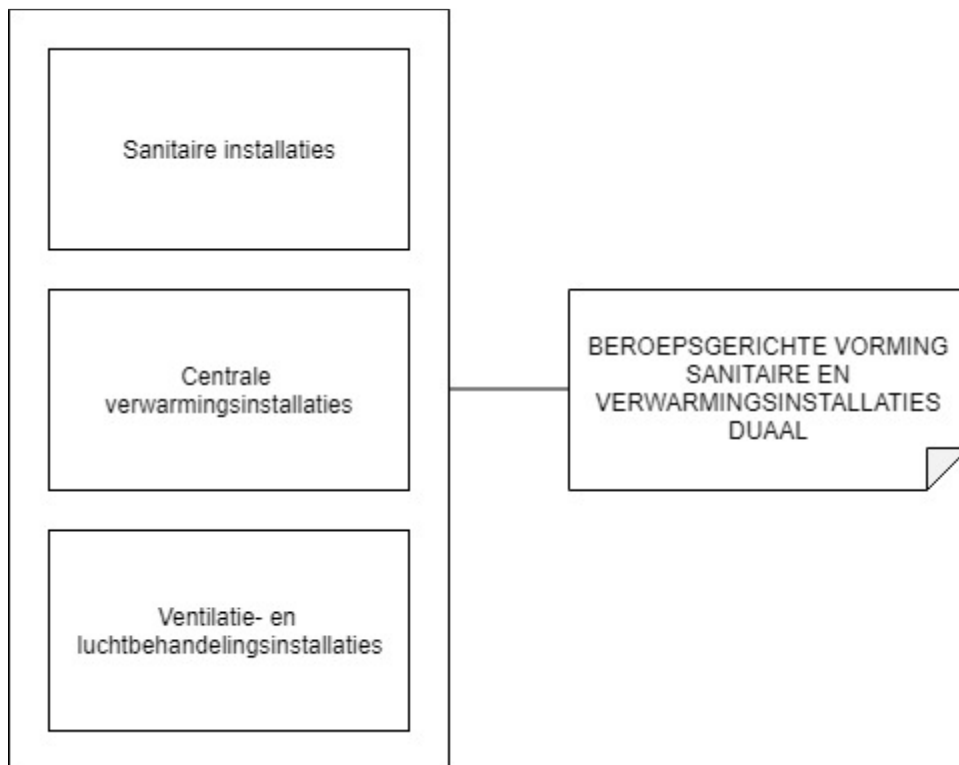 Sanitaire installaties
Centrale
verwarmingsinstallaties
Ventilatie- en
luchtbehandelingsinstallaties
BEROEPSGERICHTE VORMING
SANITAIRE EN
VERWARMINGSINSTALLATIES
DUAAL